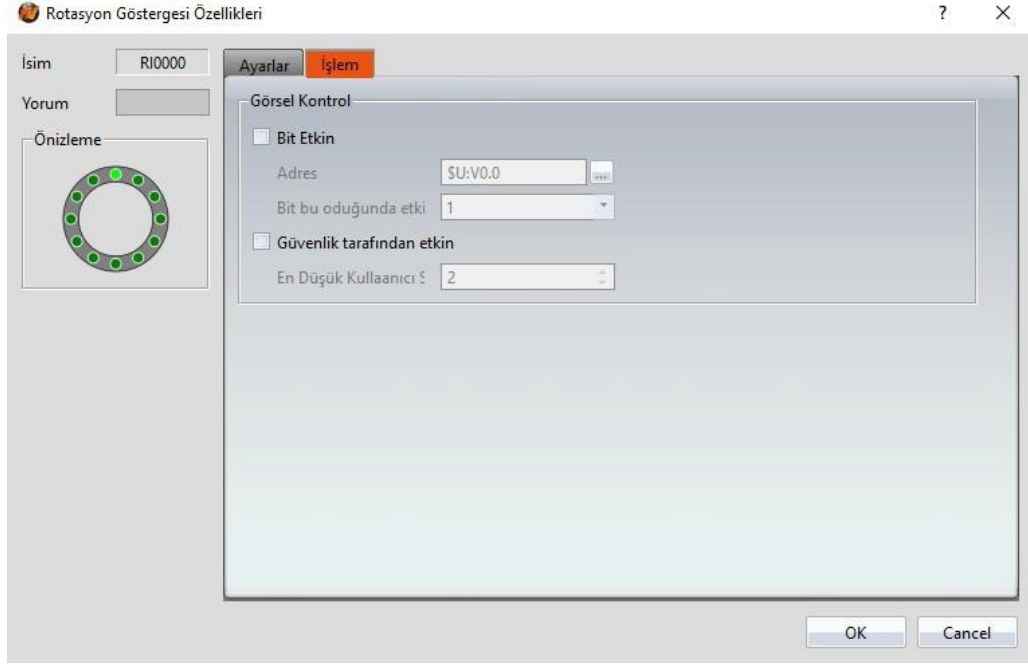 Rotasyon Göstergesi Özellikleri
İsim RI0000
Yorum
Önizleme
Ayarlar İşlem
Görsel Kontrol
Bit Etkin
Adres $U:V0.0 ...
Bit bu oduğunda etki 1
Güvenlik tarafından etkin
En Düşük Kullaanıcı S 2
OK Cancel